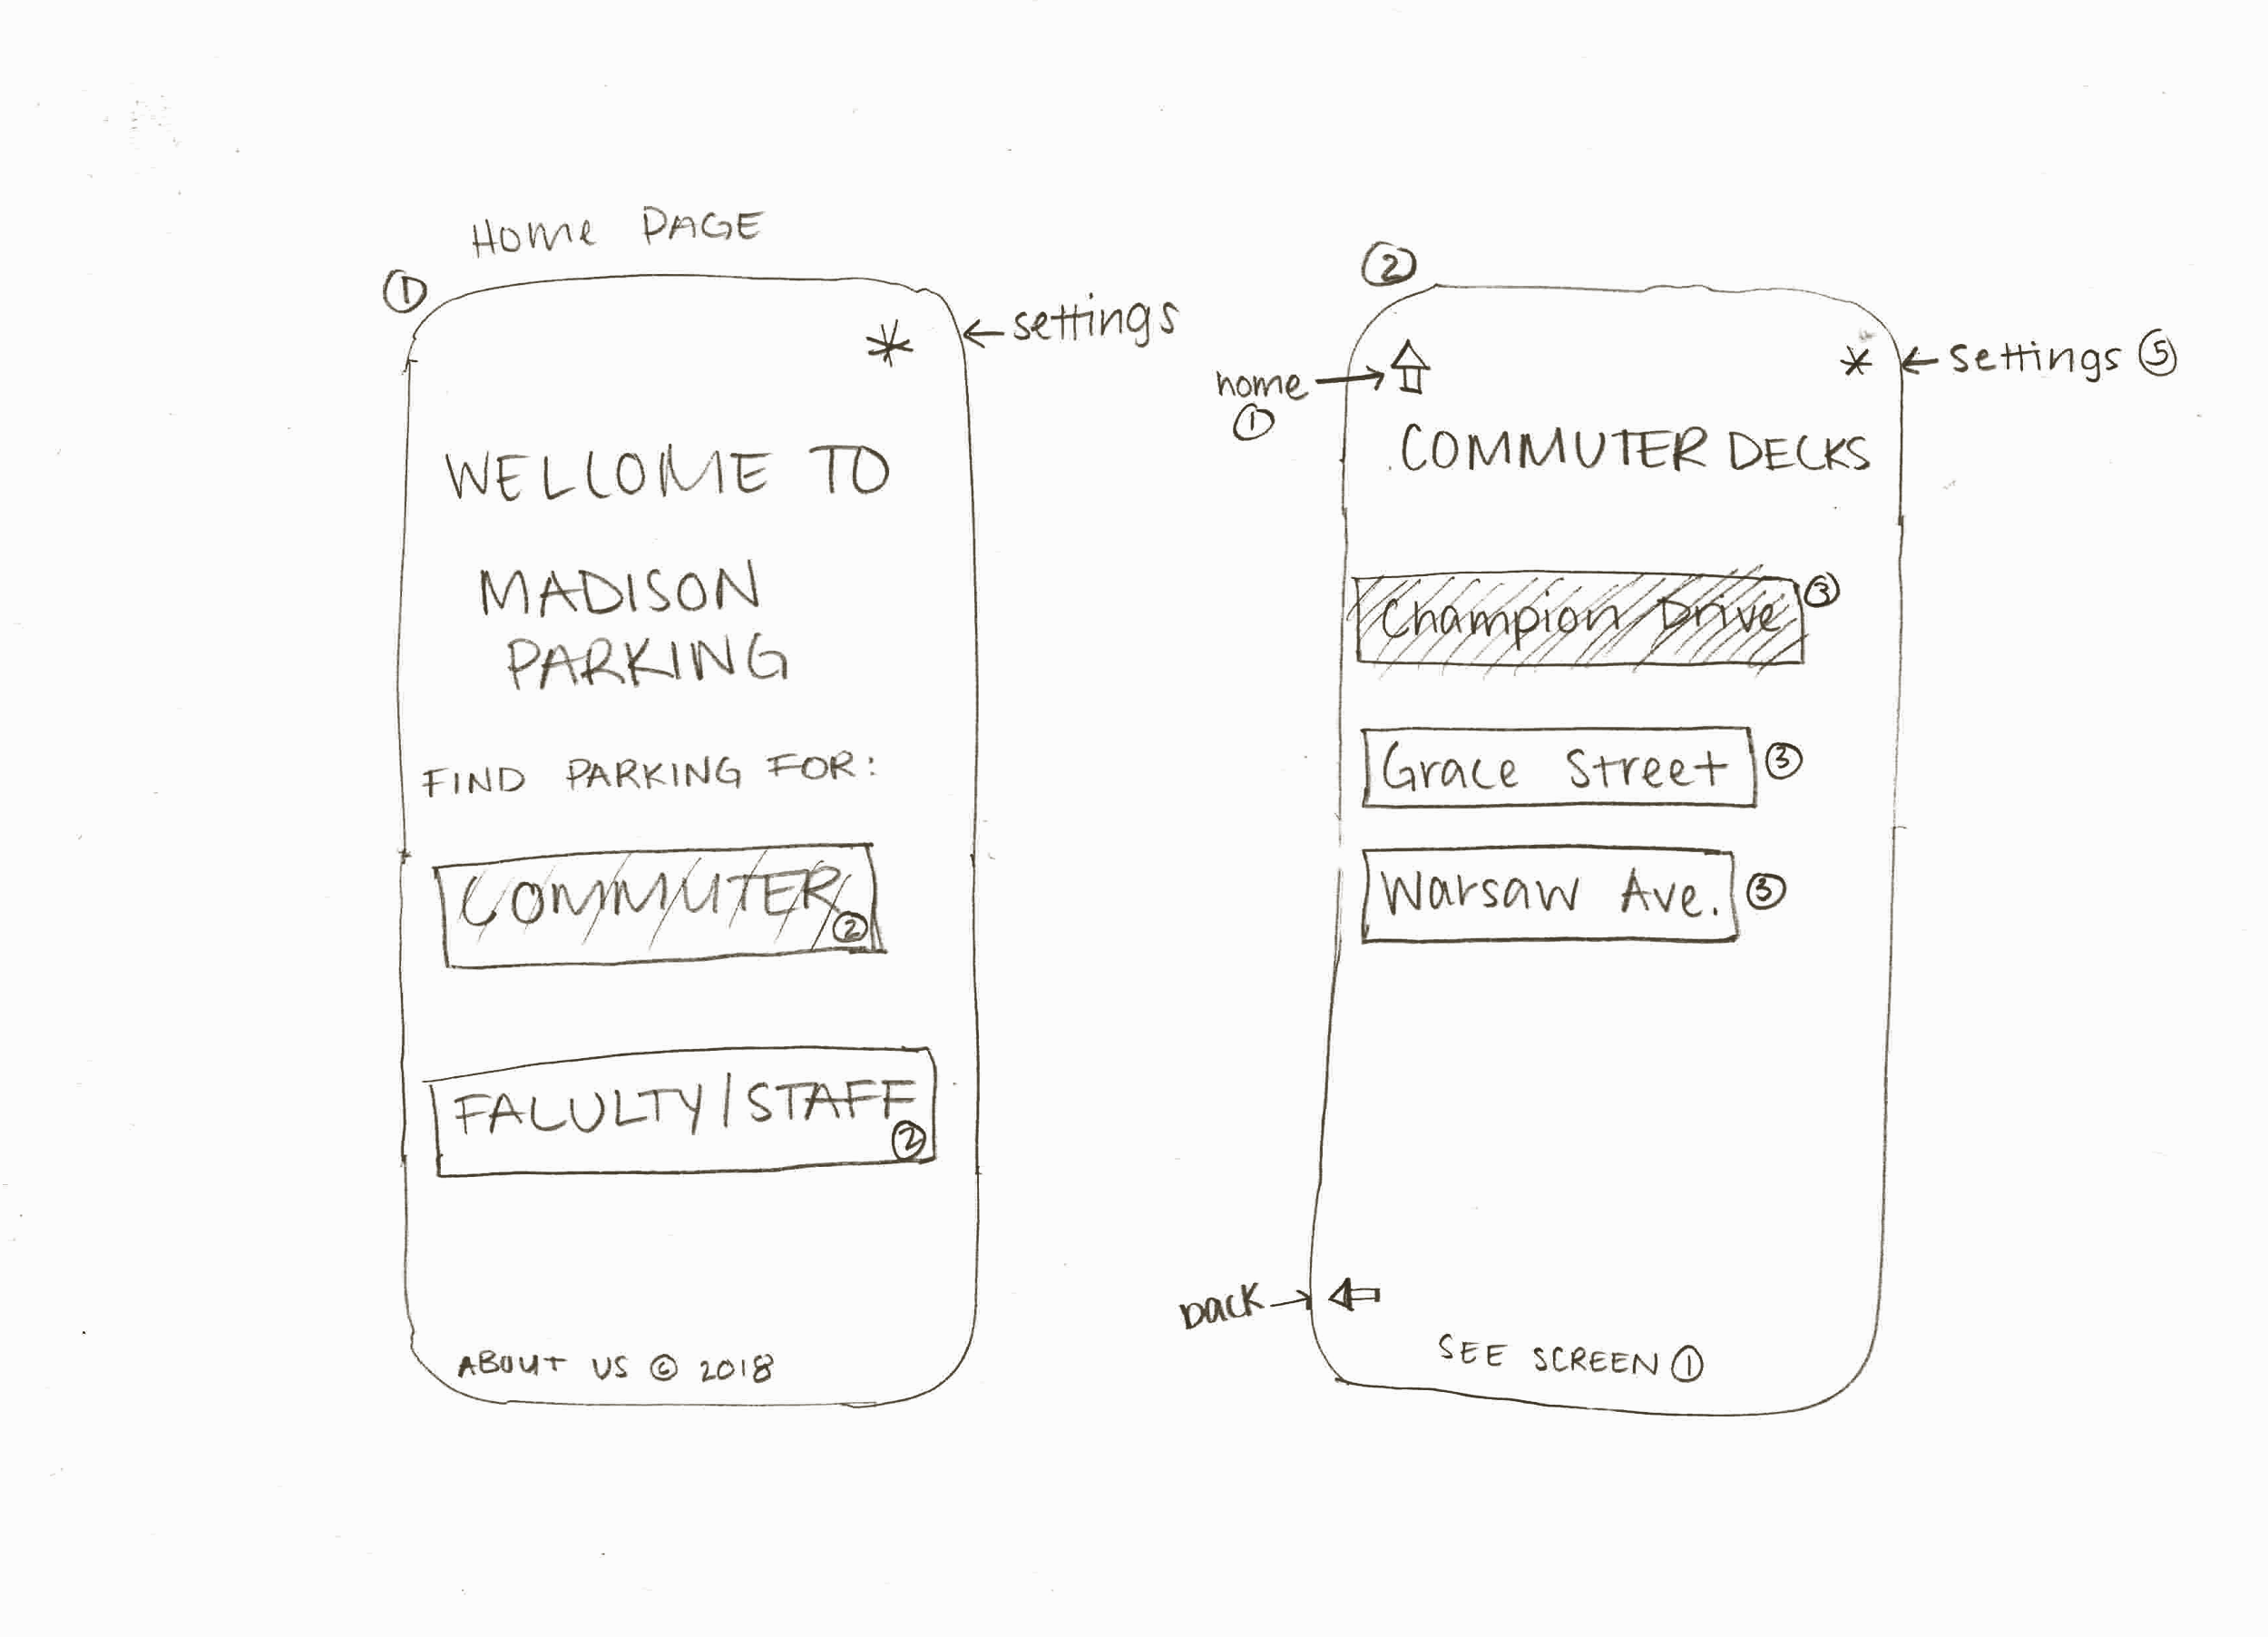 Home PAGE
①
← settings
*
WELCOME TO
MADISON
PARKING
FIND PARKING FOR:
COMMUTER
②
FACULTY/STAFF
②
ABOUT US © 2018
②
* ← settings ⑤
home →
①
COMMUTER DECKS
Champion Drive ③
Grace Street ③
Warsaw Ave. ③
back →
SEE SCREEN ①